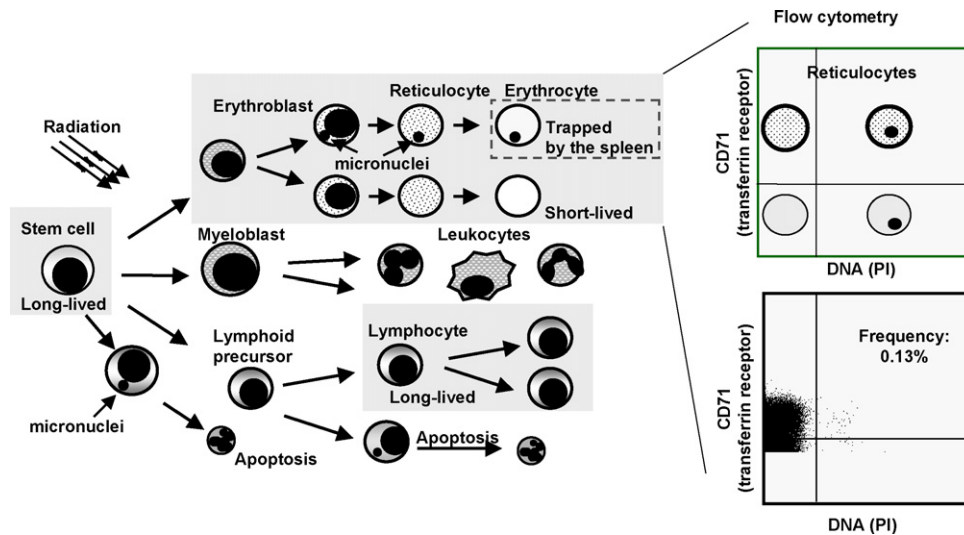 Flow cytometry
Radiation
Erythroblast
Reticulocyte
Erythrocyte
micronuclei
Trapped
by the spleen
Short-lived
Stem cell
Long-lived
Myeloblast
Leukocytes
Lymphoid
precursor
Lymphocyte
Long-lived
micronuclei
Apoptosis
Apoptosis
Reticulocytes
CD71
(transferrin receptor)
DNA (PI)
Frequency:
0.13%
CD71
(transferrin receptor)
DNA (PI)